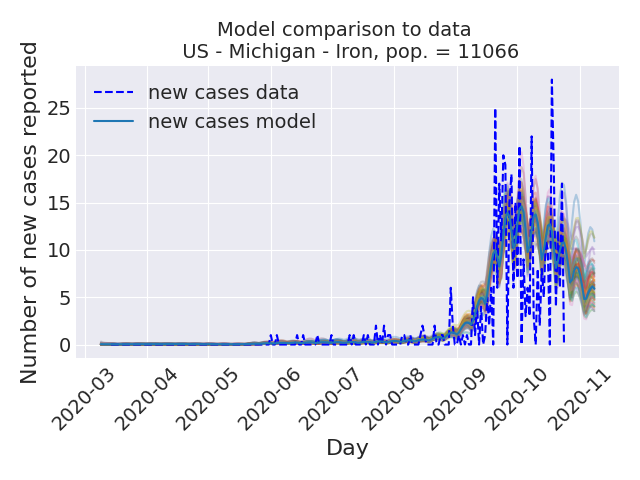 Model comparison to data
US - Michigan - Iron, pop. = 11066
Number of new cases reported
25
20
15
10
5
0
new cases data
new cases model
2020-03
2020-04
2020-05
2020-06
2020-07
2020-08
2020-09
2020-10
2020-11
Day